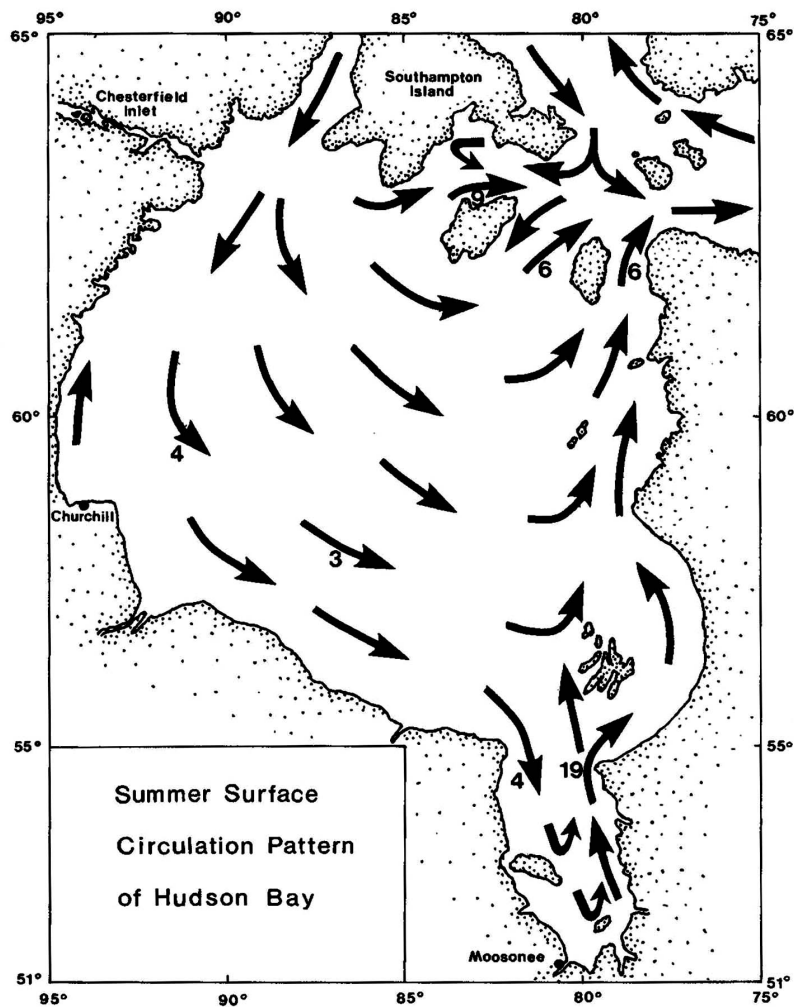 95°
90°
85°
80°
75°
65°
65°
Southampton
Island
Chesterfield
Inlet
9
6
6
60°
60°
4
Churchill
3
55°
55°
4
19
Summer Surface
Circulation Pattern
of Hudson Bay
Moosonee
51°
51°
95°
90°
85°
80°
75°